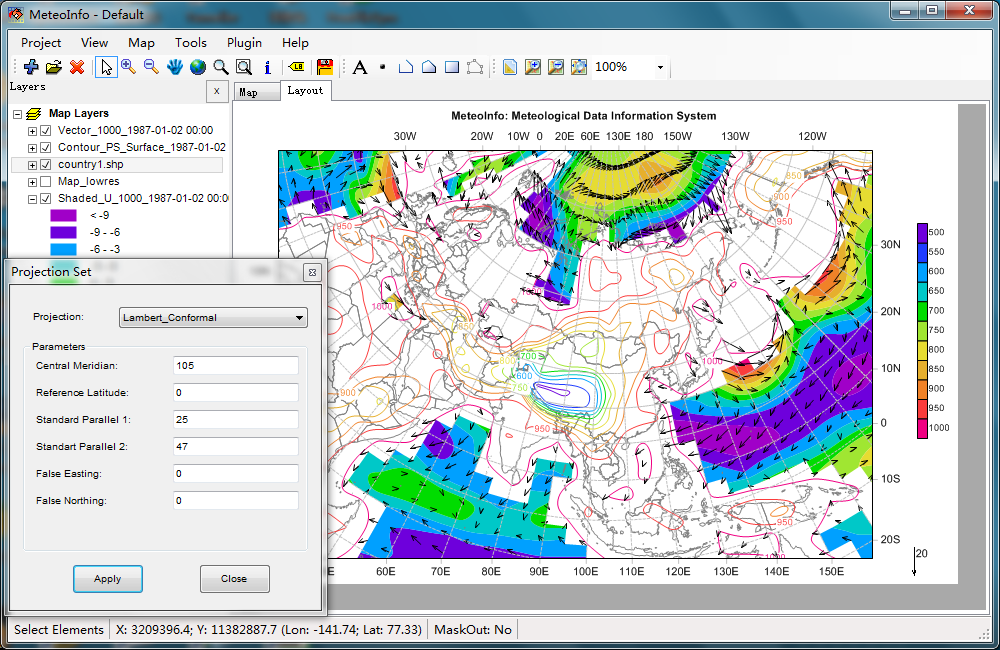 MeteoInfo - Default
Project View Map Tools Plugin Help
LB
A
100%
Layers x
Map Layout
Map Layers
Vector_1000_1987-01-02 00:00
Contour_PS_Surface_1987-01-02
country1.shp
Map_lowres
Shaded_U_1000_1987-01-02 00:0
< -9
-9 - -6
-6 - -3
MeteoInfo: Meteological Data Information System
30W 20W 10W 0 20E 60E 130E 180 150W 130W 120W
850
900
950
950
950
1000
850
700
600
750
900
950
1000
950
30N
20N
10N
0
10S
20S
500
550
600
650
700
750
800
850
900
950
1000
20
E 60E 70E 80E 90E 100E 110E 120E 130E 140E 150E
Projection Set
Projection: Lambert_Conformal
Parameters
Central Meridian: 105
Reference Latitude: 0
Standard Parallel 1: 25
Standart Parallel 2: 47
False Easting: 0
False Northing: 0
Apply Close
Select Elements X: 3209396.4; Y: 11382887.7 (Lon: -141.74; Lat: 77.33) MaskOut: No